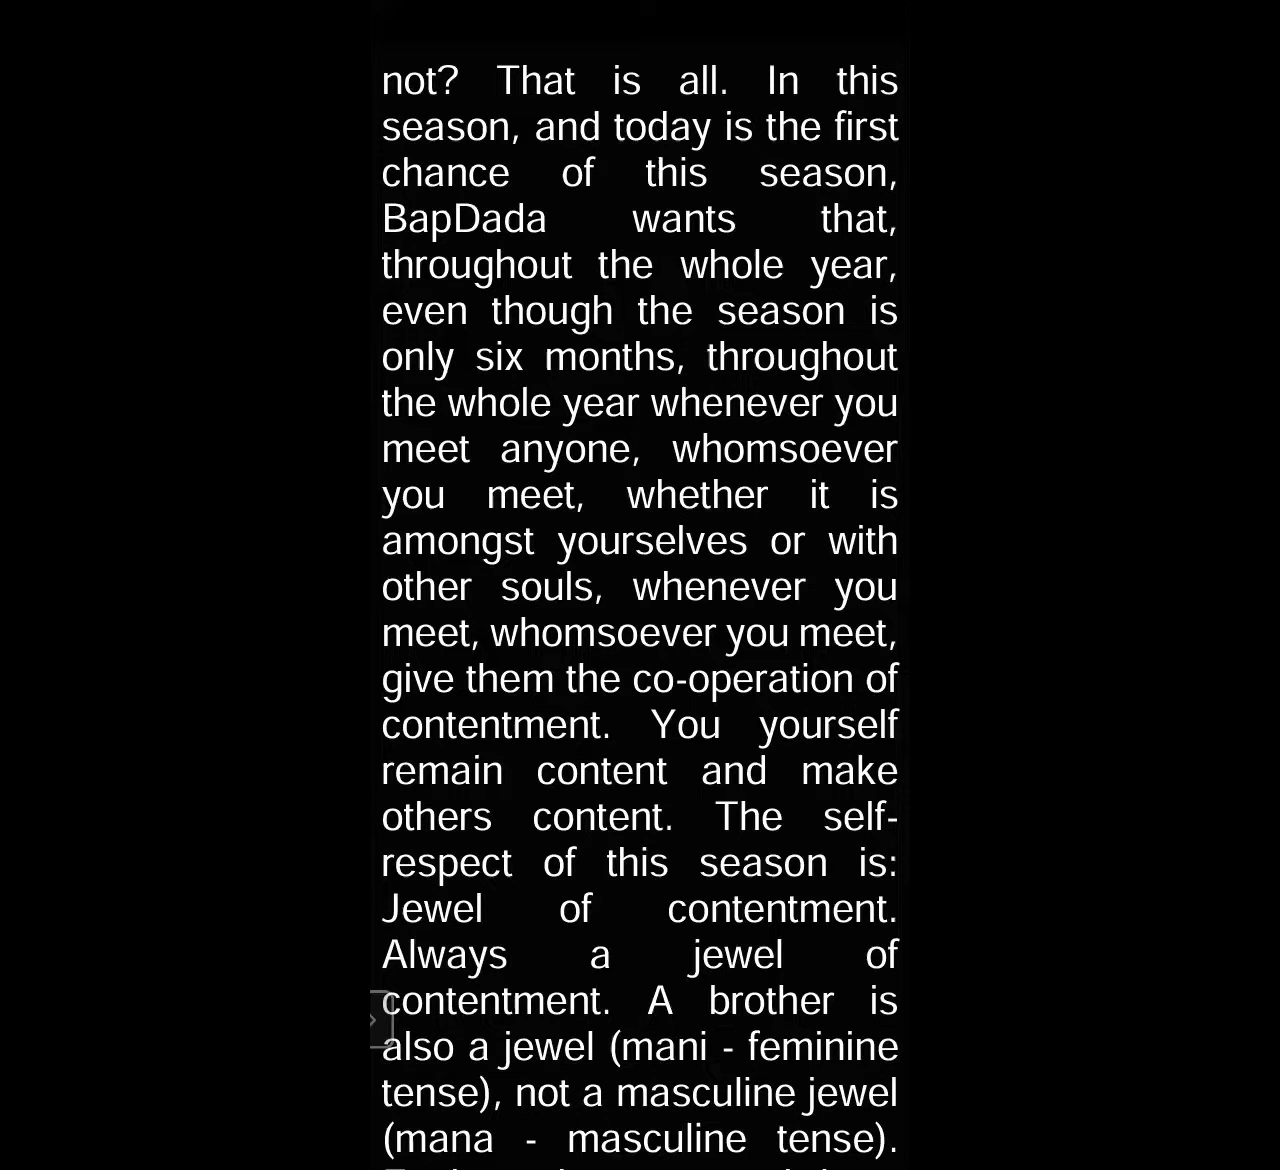 not? That is all. In this
season, and today is the first
chance of this season,
BapDada wants that,
throughout the whole year,
even though the season is
only six months, throughout
the whole year whenever you
meet anyone, whomsoever
you meet, whether it is
amongst yourselves or with
other souls, whenever you
meet, whomsoever you meet,
give them the co-operation of
contentment. You yourself
remain content and make
others content. The self-
respect of this season is:
Jewel of contentment.
Always a jewel of
contentment. A brother is
also a jewel (mani - feminine
tense), not a masculine jewel
(mana - masculine tense).